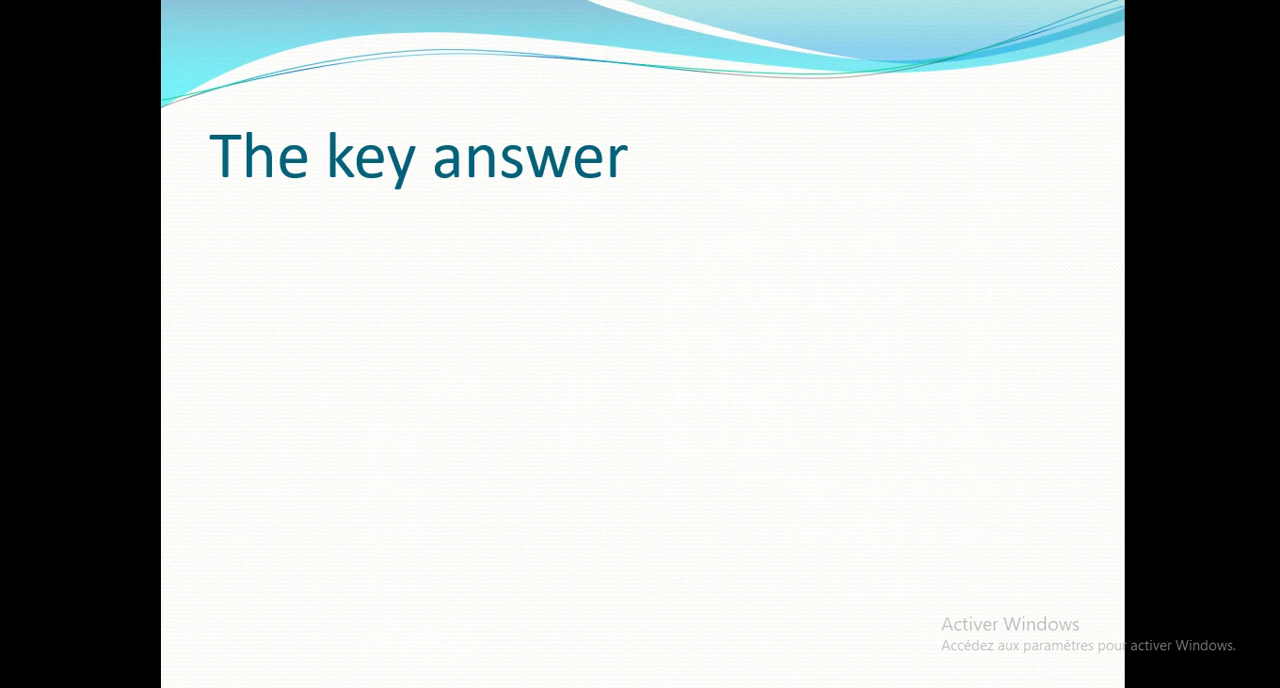 The key answer
Activer Windows
Accédez aux paramètres pour activer Windows.